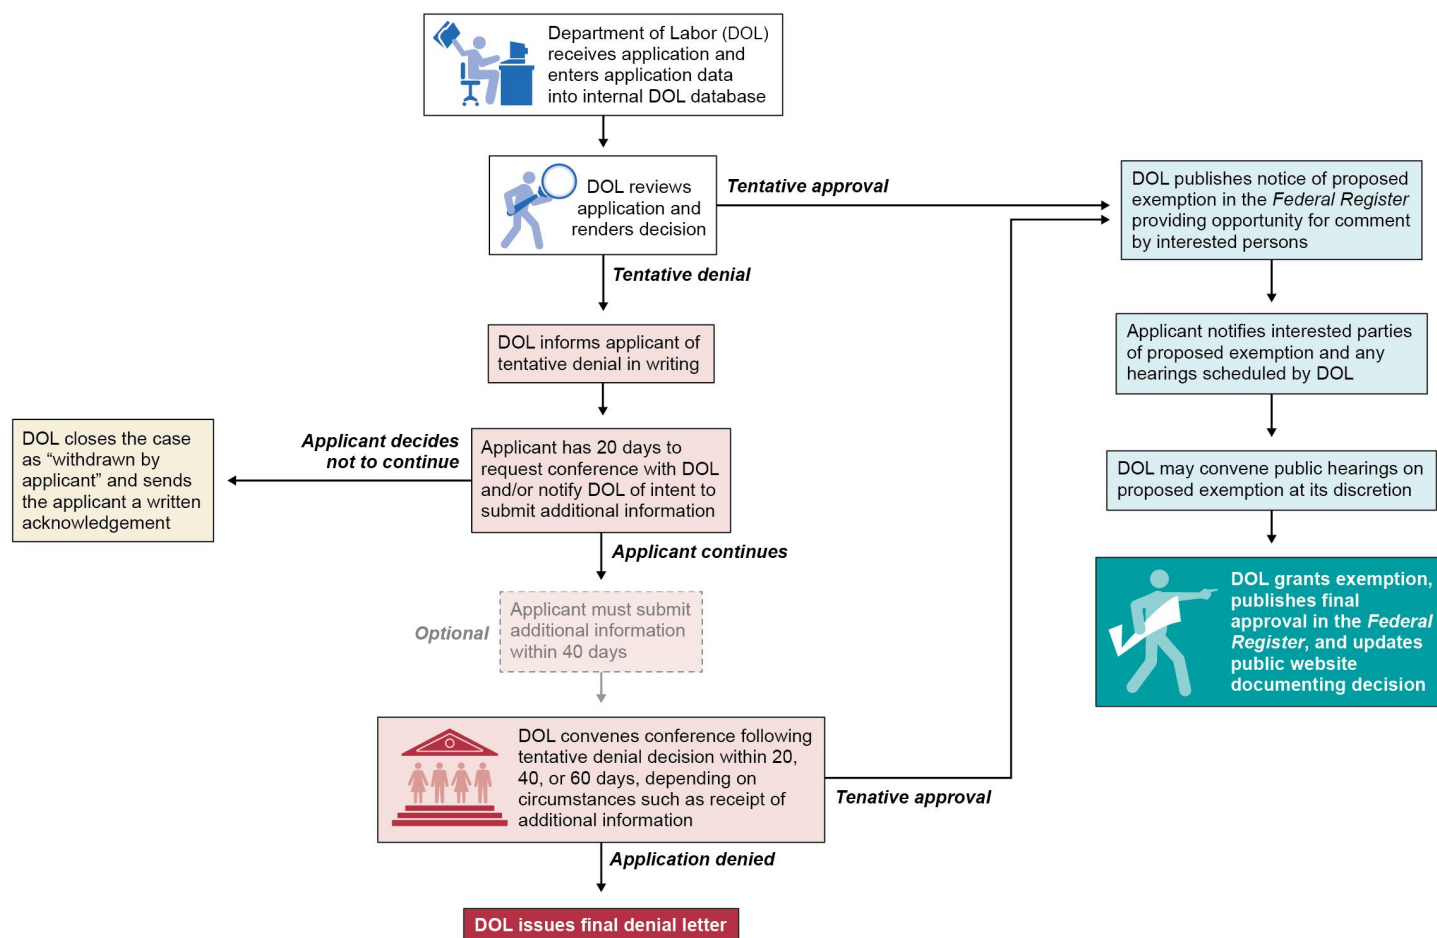 Department of Labor (DOL)
receives application and
enters application data
into internal DOL database
DOL reviews
application and
renders decision
Tentative approval
DOL publishes notice of proposed
exemption in the Federal Register
providing opportunity for comment
by interested persons
Tentative denial
DOL informs applicant of
tentative denial in writing
Applicant notifies interested parties
of proposed exemption and any
hearings scheduled by DOL
DOL closes the case
as “withdrawn by
applicant” and sends
the applicant a written
acknowledgement
Applicant decides
not to continue
Applicant has 20 days to
request conference with DOL
and/or notify DOL of intent to
submit additional information
DOL may convene public hearings on
proposed exemption at its discretion
Applicant continues
Optional
Applicant must submit
additional information
within 40 days
DOL grants exemption,
publishes final
approval in the Federal
Register, and updates
public website
documenting decision
DOL convenes conference following
tentative denial decision within 20,
40, or 60 days, depending on
circumstances such as receipt of
additional information
Tenative approval
Application denied
DOL issues final denial letter